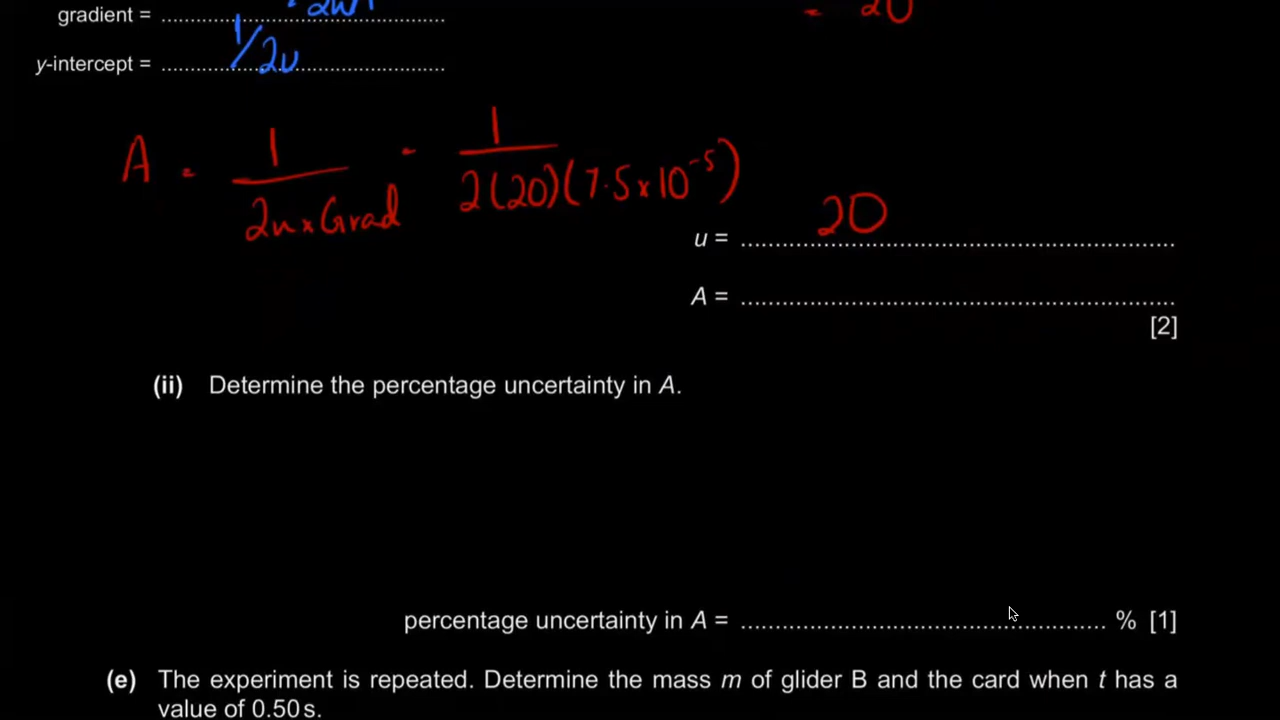 gradient = ........................
= 20
y-intercept = 1/2u
A = 1 / 2u x Grad = 1 / 2(20)(7.5 x 10^-5)
u = 20
A = ........................
[2]
(ii) Determine the percentage uncertainty in A.
percentage uncertainty in A = ........................ % [1]
(e) The experiment is repeated. Determine the mass m of glider B and the card when t has a
value of 0.50 s.